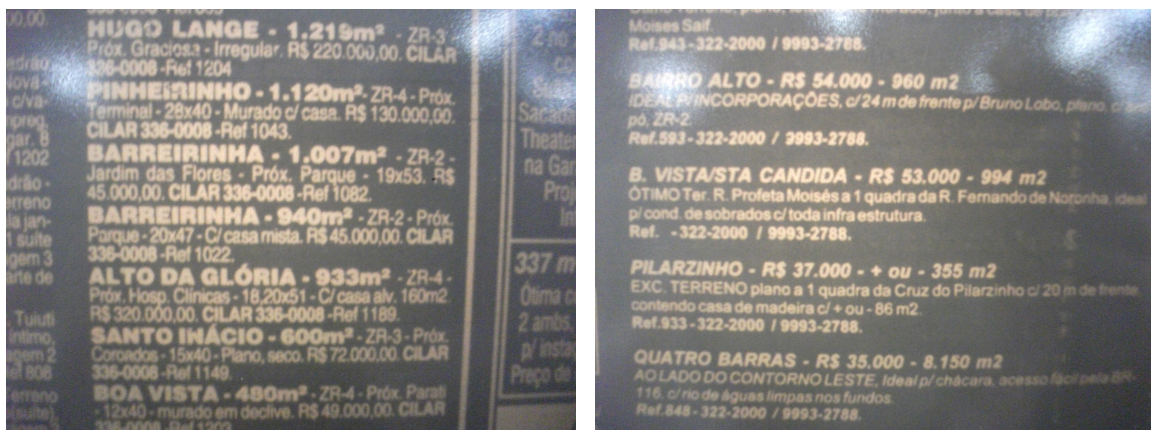 HUGO LANGE - 1.219m² - ZR-3
Próx. Graciosa - Irregular. R$ 220.000,00. CILAR
336-0008 - Ref 1204
PINHEIRINHO - 1.120m² - ZR-4 - Próx.
Terminal - 28x40 - Murado c/ casa. R$ 130.000,00.
CILAR 336-0008 - Ref 1043.
BARREIRINHA - 1.007m² - ZR-2 -
Jardim das Flores - Próx. Parque - 19x53. R$
45.000,00. CILAR 336-0008 - Ref 1082.
BARREIRINHA - 940m² - ZR-2 - Próx.
Parque - 20x47 - C/ casa mista. R$ 45.000,00. CILAR
336-0008 - Ref 1022.
ALTO DA GLÓRIA - 933m² - ZR-4 -
Próx. Hosp. Clínicas - 18,20x51 - C/ casa alv. 160m2.
R$ 320.000,00. CILAR 336-0008 - Ref 1189.
SANTO INÁCIO - 600m² - ZR-3 - Próx.
Coroados - 15x40 - Plano, seco. R$ 72.000,00. CILAR
336-0008 - Ref 1149.
BOA VISTA - 480m² - ZR-4 - Próx. Parati
- 12x40 - murado em declive. R$ 49.000,00. CILAR
336-0008 - Ref 1203
337 m
Ótima
2 ambs.
Preço de
Moises Saif.
Ref.943 - 322-2000 / 9993-2788.
BAIRRO ALTO - R$ 54.000 - 960 m2
IDEAL P/ INCORPORAÇÕES, c/ 24 m de frente p/ Bruno Lobo, plano,
pó, ZR-2.
Ref.593 - 322-2000 / 9993-2788.
B. VISTA/STA CANDIDA - R$ 53.000 - 994 m2
ÓTIMO Ter. R. Profeta Moisés a 1 quadra da R. Fernando de Noronha, ideal
p/ cond. de sobrados c/ toda infra estrutura.
Ref. - 322-2000 / 9993-2788.
PILARZINHO - R$ 37.000 - + ou - 355 m2
EXC. TERRENO plano a 1 quadra da Cruz do Pilarzinho c/ 20 m de frente,
contendo casa de madeira c/ + ou - 86 m2.
Ref.933 - 322-2000 / 9993-2788.
QUATRO BARRAS - R$ 35.000 - 8.150 m2
AO LADO DO CONTORNO LESTE, Ideal p/ chácara, acesso fácil pela BR-
116, c/ rio de águas limpas nos fundos.
Ref.848 - 322-2000 / 9993-2788.